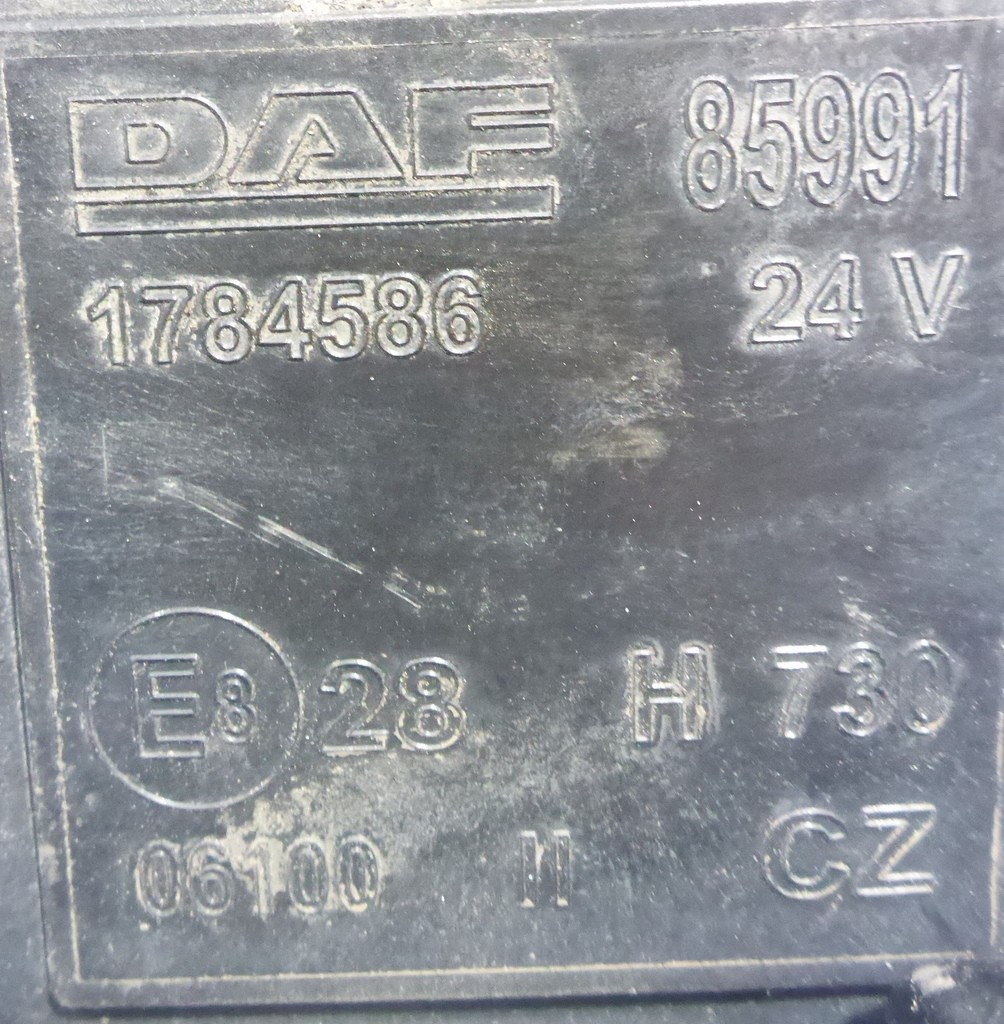 DAF 85991
1784586 24 V
E8 28 H 730
06100 II CZ